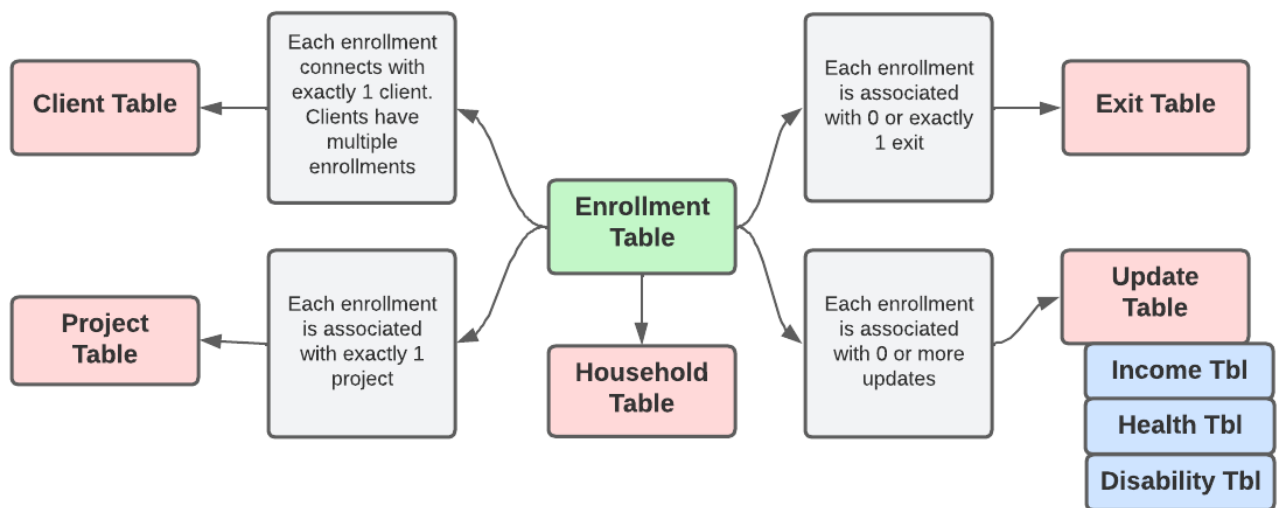 Client Table
Each enrollment
connects with
exactly 1 client.
Clients have
multiple
enrollments
Project
Table
Each enrollment
is associated
with exactly 1
project
Enrollment
Table
Household
Table
Each enrollment
is associated
with 0 or exactly
1 exit
Exit Table
Each enrollment
is associated
with 0 or more
updates
Update
Table
Income Tbl
Health Tbl
Disability Tbl